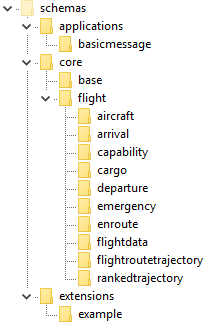 schemas
applications
basicmessage
core
base
flight
aircraft
arrival
capability
cargo
departure
emergency
enroute
flightdata
flightroutetrajectory
rankedtrajectory
extensions
example